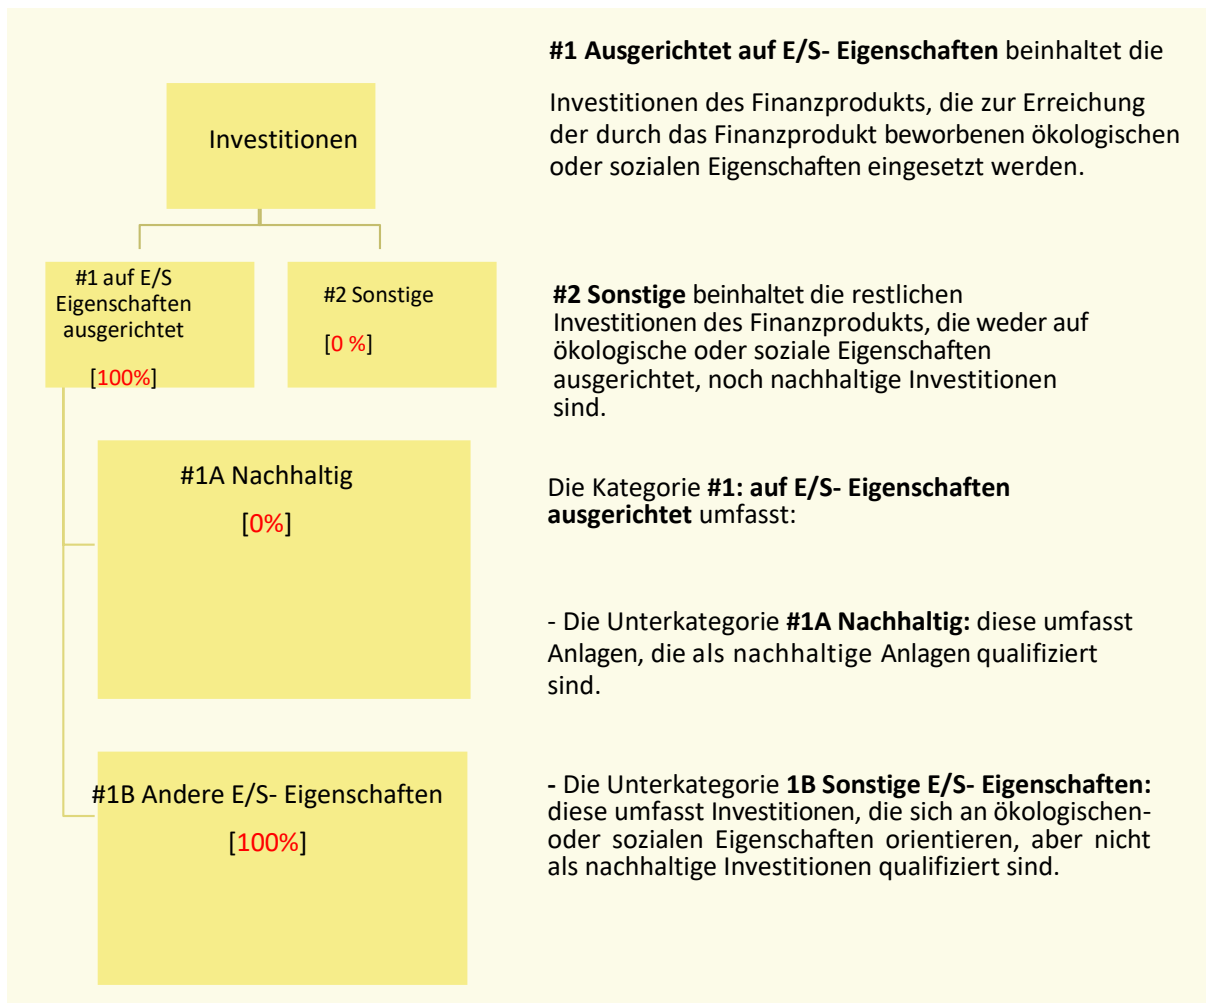 #1 Ausgerichtet auf E/S- Eigenschaften beinhaltet die
Investitionen des Finanzprodukts, die zur Erreichung
der durch das Finanzprodukt beworbenen ökologischen
oder sozialen Eigenschaften eingesetzt werden.
Investitionen
#1 auf E/S
Eigenschaften
ausgerichtet
[100%]
#2 Sonstige
[0 %]
#2 Sonstige beinhaltet die restlichen
Investitionen des Finanzprodukts, die weder auf
ökologische oder soziale Eigenschaften
ausgerichtet, noch nachhaltige Investitionen
sind.
#1A Nachhaltig
[0%]
Die Kategorie #1: auf E/S- Eigenschaften
ausgerichtet umfasst:
- Die Unterkategorie #1A Nachhaltig: diese umfasst
Anlagen, die als nachhaltige Anlagen qualifiziert
sind.
#1B Andere E/S- Eigenschaften
[100%]
- Die Unterkategorie 1B Sonstige E/S- Eigenschaften:
diese umfasst Investitionen, die sich an ökologischen-
oder sozialen Eigenschaften orientieren, aber nicht
als nachhaltige Investitionen qualifiziert sind.